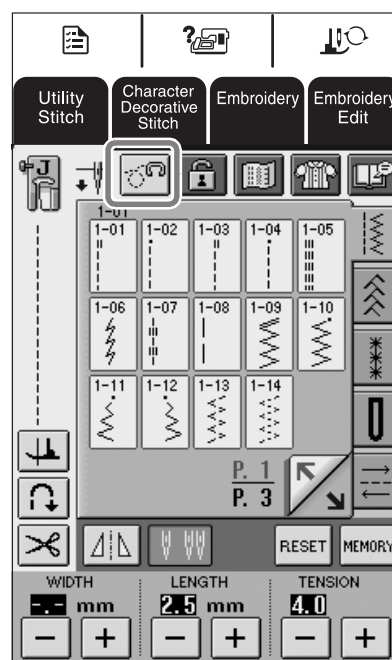 ?
Utility
Stitch
Character
Decorative
Stitch
Embroidery
Embroidery
Edit
J
1-01
1-01 1-02 1-03 1-04 1-05
1-06 1-07 1-08 1-09 1-10
1-11 1-12 1-13 1-14
P. 1
P. 3
RESET
MEMORY
WIDTH LENGTH TENSION
-.- mm 2.5 mm 4.0
− + − + − +